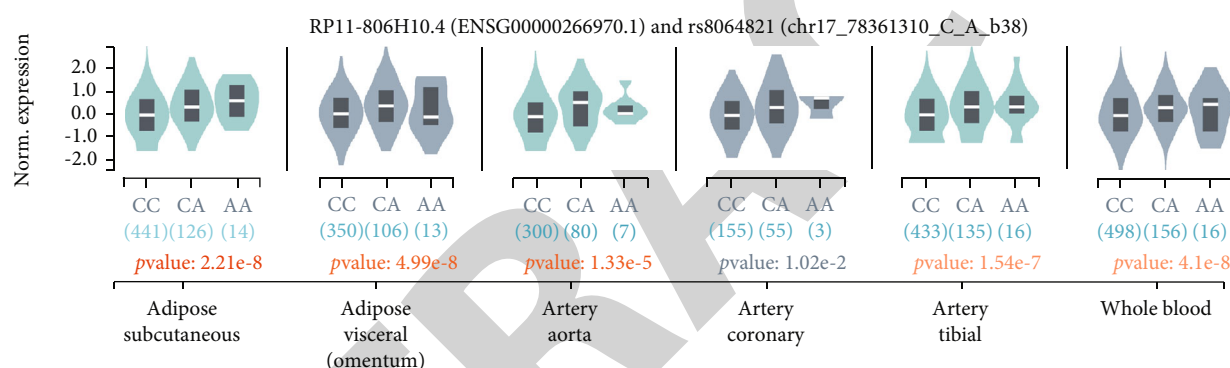 RP11-806H10.4 (ENSG00000266970.1) and rs8064821 (chr17_78361310_C_A_b38)
Norm. expression
2.0
1.0
0.0
-1.0
-2.0
CC CA AA CC CA AA CC CA AA CC CA AA CC CA AA CC CA AA
(441)(126) (14) (350)(106) (13) (300) (80) (7) (155) (55) (3) (433)(135) (16) (498)(156) (16)
pvalue: 2.21e-8 pvalue: 4.99e-8 pvalue: 1.33e-5 pvalue: 1.02e-2 pvalue: 1.54e-7 pvalue: 4.1e-8
Adipose
subcutaneous
Adipose
visceral
(omentum)
Artery
aorta
Artery
coronary
Artery
tibial
Whole blood